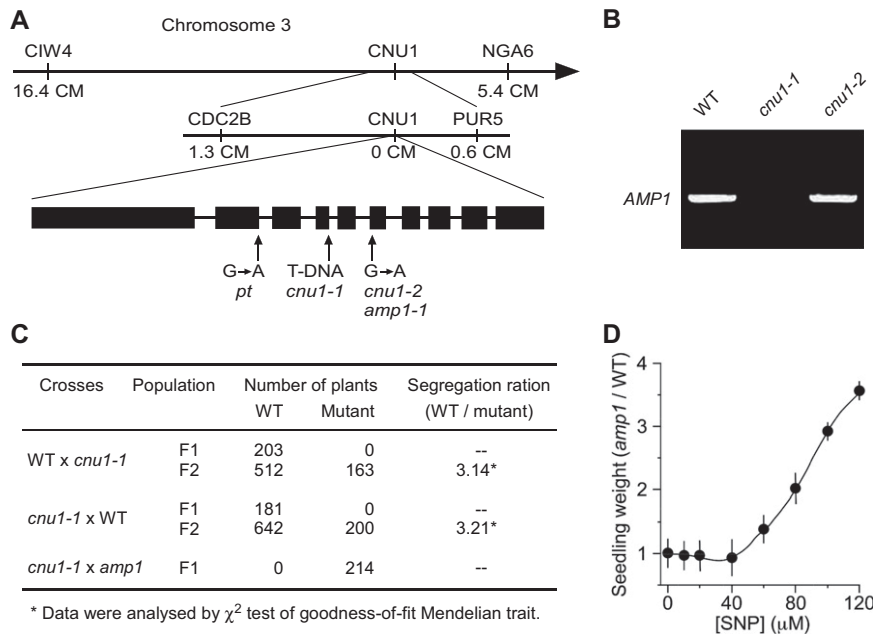 A
Chromosome 3
CIW4 CNU1 NGA6
16.4 CM 5.4 CM
CDC2B CNU1 PUR5
1.3 CM 0 CM 0.6 CM
G→A T-DNA G→A
pt cnu1-1 cnu1-2
amp1-1
B
WT cnu1-1 cnu1-2
AMP1
C
Crosses Population Number of plants Segregation ration
WT Mutant (WT / mutant)
WT x cnu1-1 F1 203 0 --
F2 512 163 3.14*
cnu1-1 x WT F1 181 0 --
F2 642 200 3.21*
cnu1-1 x amp1 F1 0 214 --
* Data were analysed by χ2 test of goodness-of-fit Mendelian trait.
D
Seedling weight (amp1 / WT)
4
3
2
1
0 40 80 120
[SNP] (μM)